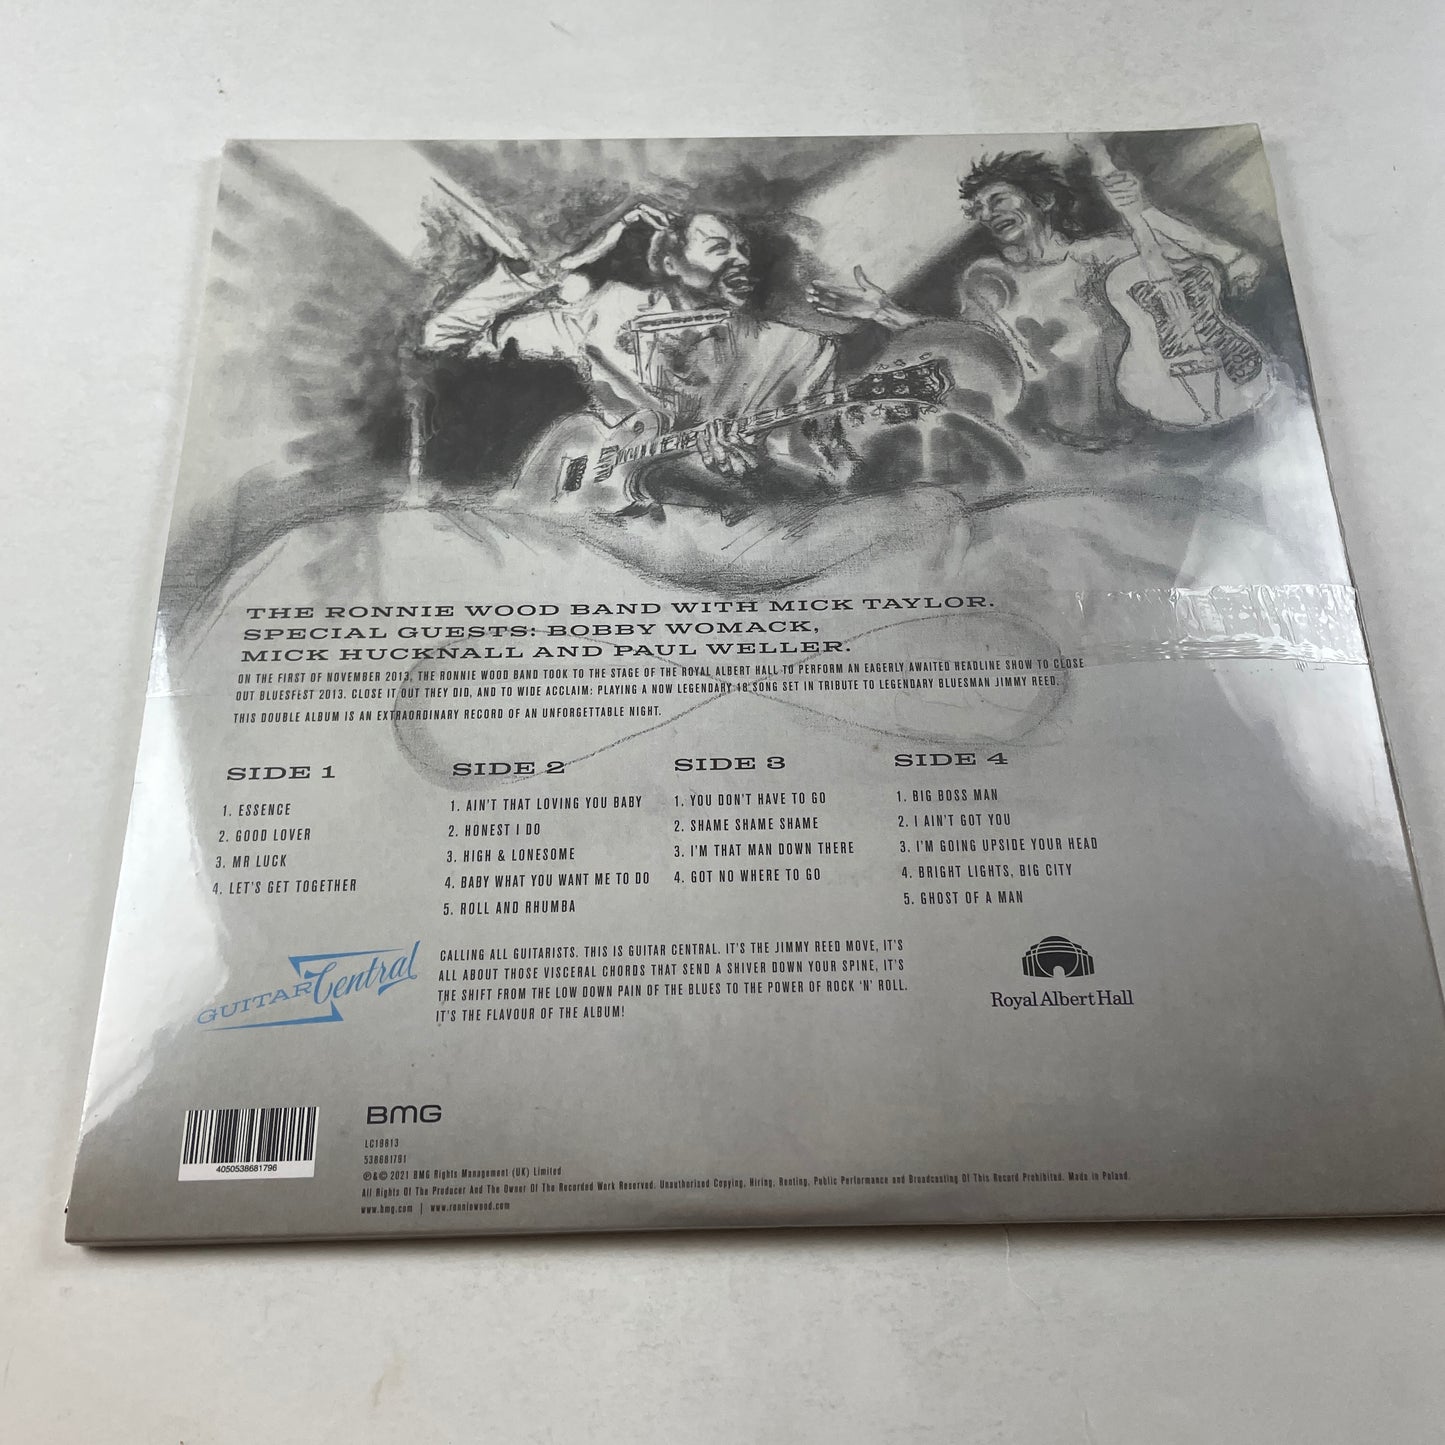 THE RONNIE WOOD BAND WITH MICK TAYLOR.
SPECIAL GUESTS: BOBBY WOMACK,
MICK HUCKNALL AND PAUL WELLER.
ON THE FIRST OF NOVEMBER 2013, THE RONNIE WOOD BAND TOOK TO THE STAGE OF THE ROYAL ALBERT HALL TO PERFORM AN EAGERLY AWAITED HEADLINE SHOW TO CLOSE
OUT BLUESFEST 2013. CLOSE IT OUT THEY DID, AND TO WIDE ACCLAIM: PLAYING A NOW LEGENDARY 18 SONG SET IN TRIBUTE TO LEGENDARY BLUESMAN JIMMY REED.
THIS DOUBLE ALBUM IS AN EXTRAORDINARY RECORD OF AN UNFORGETTABLE NIGHT.
SIDE 1
1. ESSENCE
2. GOOD LOVER
3. MR LUCK
4. LET'S GET TOGETHER
SIDE 2
1. AIN'T THAT LOVING YOU BABY
2. HONEST I DO
3. HIGH & LONESOME
4. BABY WHAT YOU WANT ME TO DO
5. ROLL AND RHUMBA
SIDE 3
1. YOU DON'T HAVE TO GO
2. SHAME SHAME SHAME
3. I'M THAT MAN DOWN THERE
4. GOT NO WHERE TO GO
SIDE 4
1. BIG BOSS MAN
2. I AIN'T GOT YOU
3. I'M GOING UPSIDE YOUR HEAD
4. BRIGHT LIGHTS, BIG CITY
5. GHOST OF A MAN
GUITAR Central
CALLING ALL GUITARISTS. THIS IS GUITAR CENTRAL. IT'S THE JIMMY REED MOVE, IT'S
ALL ABOUT THOSE VISCERAL CHORDS THAT SEND A SHIVER DOWN YOUR SPINE, IT'S
THE SHIFT FROM THE LOW DOWN PAIN OF THE BLUES TO THE POWER OF ROCK 'N' ROLL.
IT'S THE FLAVOUR OF THE ALBUM!
Royal Albert Hall
4050538681796
BMG
LC19813
538681791
℗&© 2021 BMG Rights Management (UK) Limited
All Rights Of The Producer And The Owner Of The Recorded Work Reserved. Unauthorised Copying, Hiring, Renting, Public Performance and Broadcasting Of This Record Prohibited. Made in Poland.
www.bmg.com | www.ronniewood.com